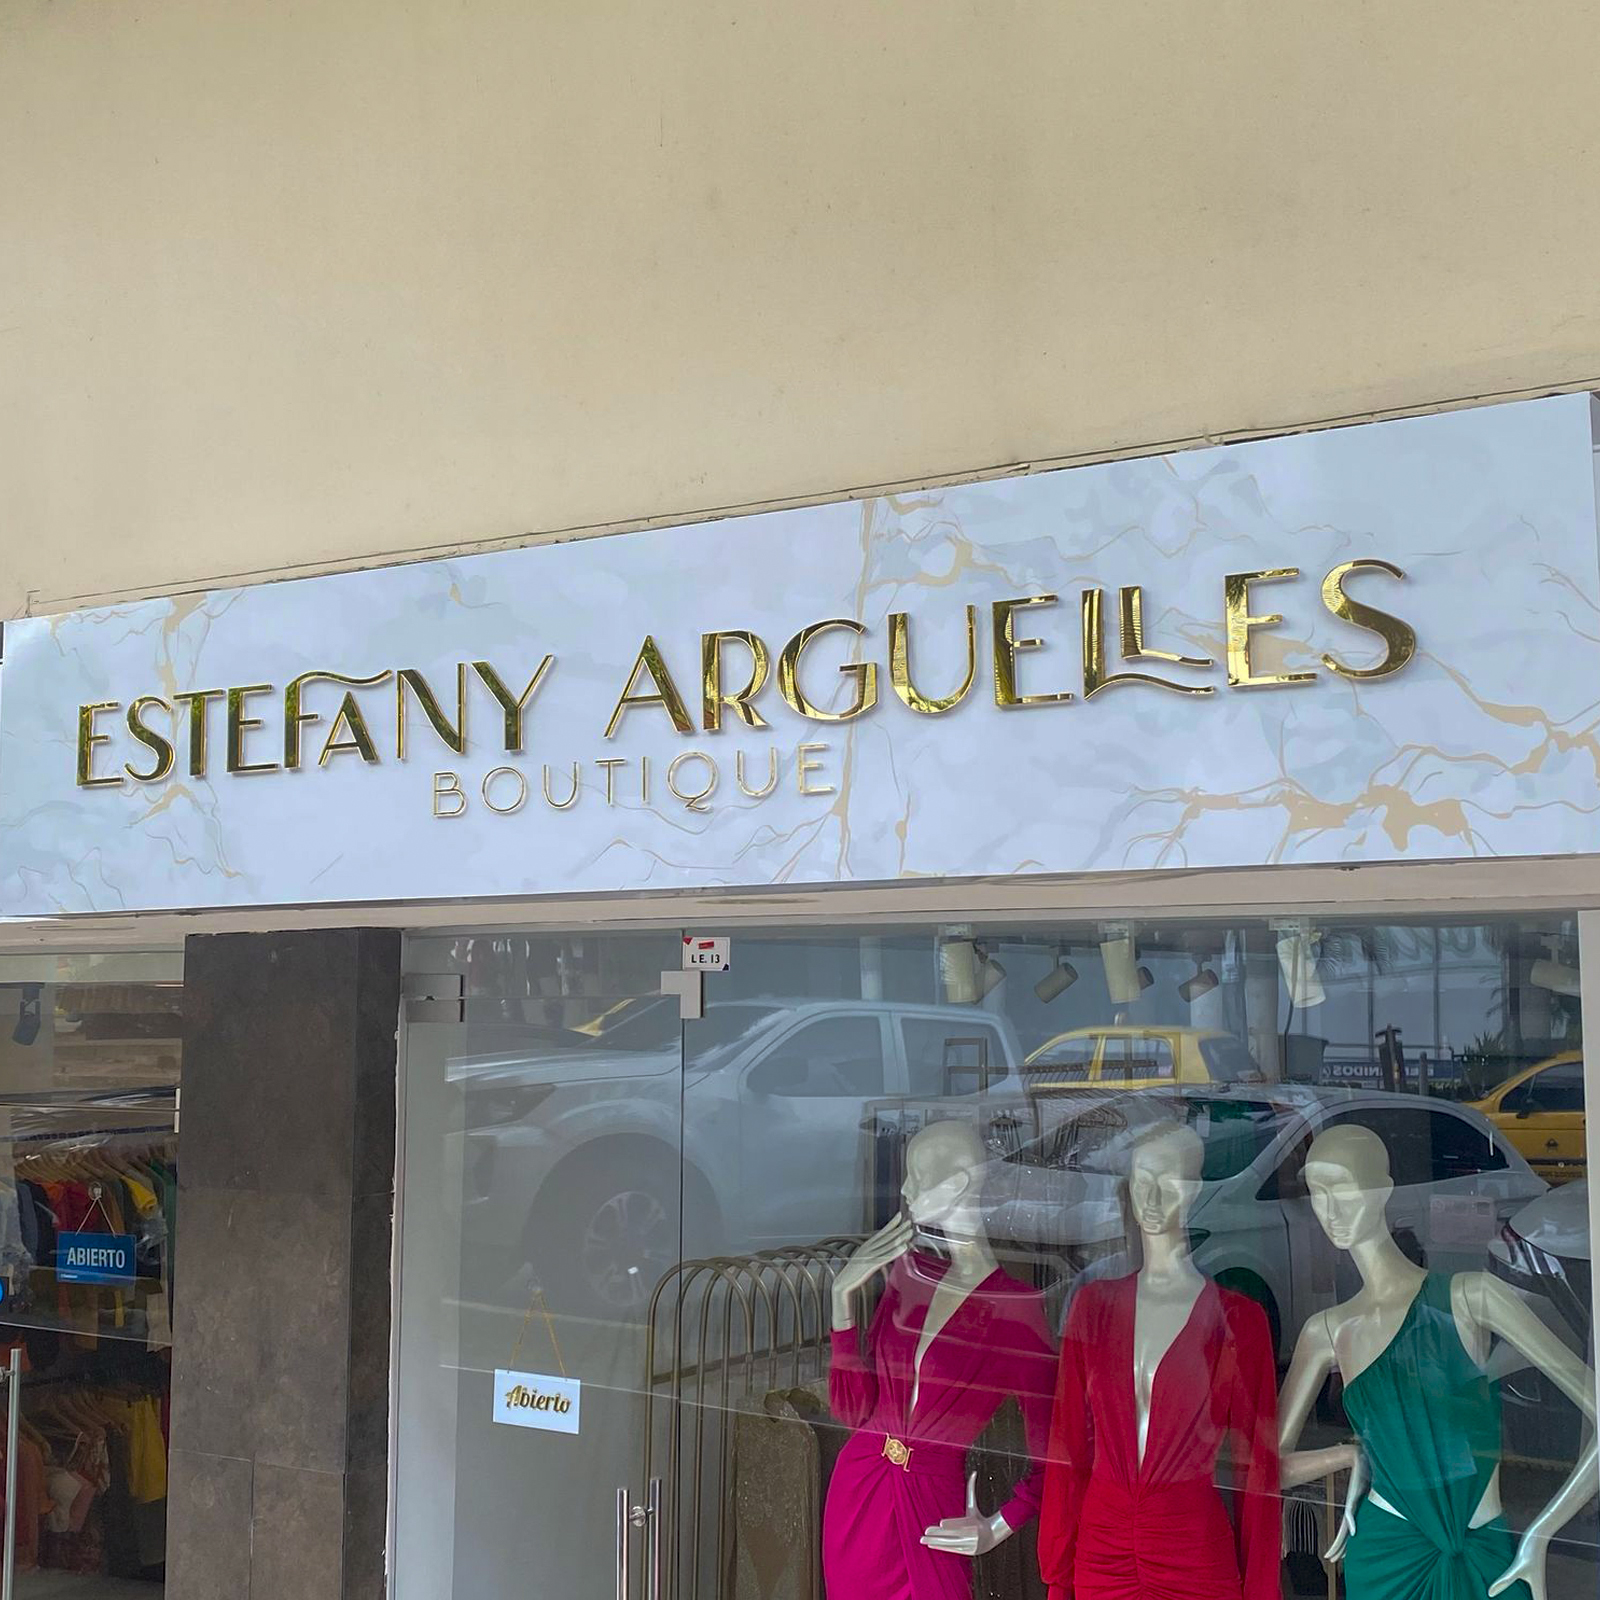 ESTEFANY ARGUELLES
BOUTIQUE
L E. 13
ABIERTO
Abierto